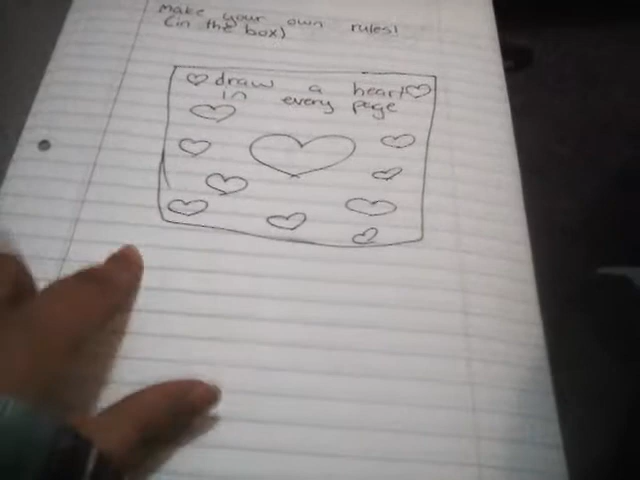 make your own rules!
(in the box)
draw a heart
in every page